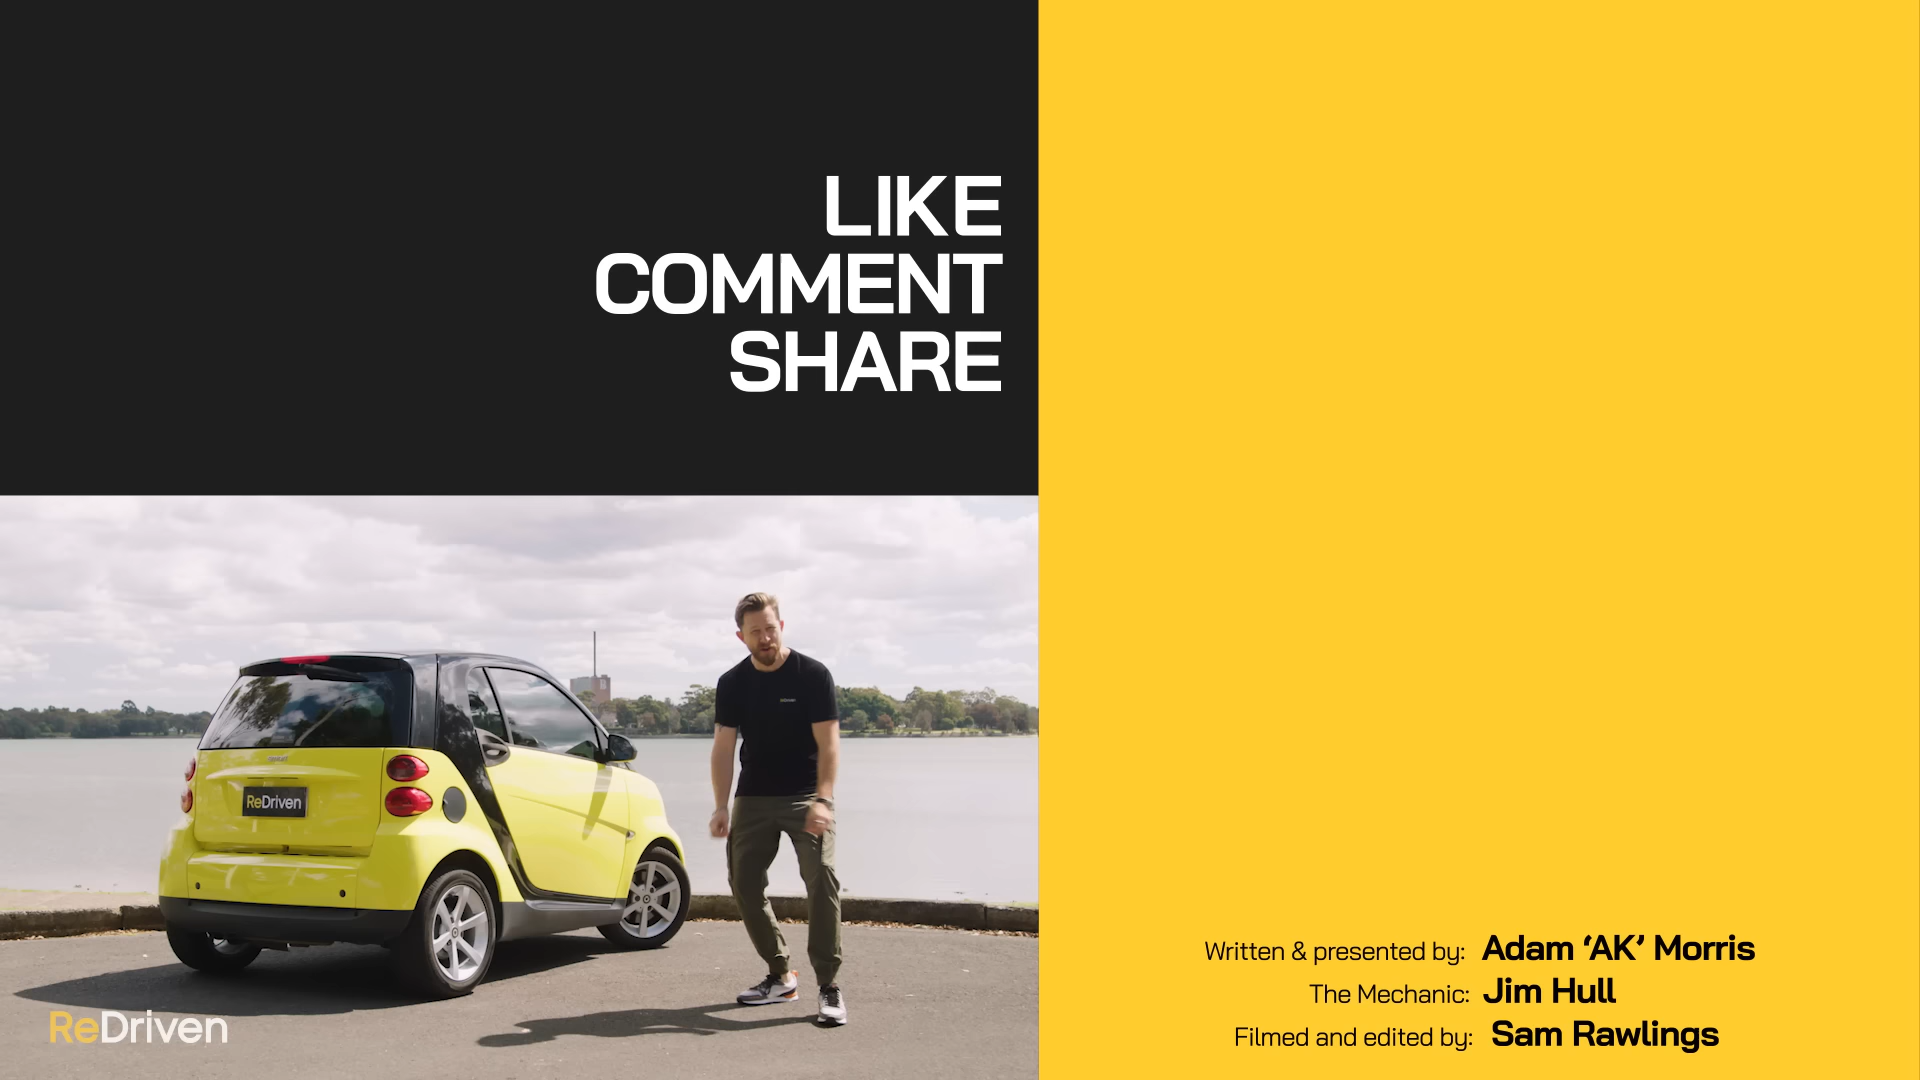 LIKE
COMMENT
SHARE
ReDriven
ReDriven
Written & presented by: Adam ‘AK’ Morris
The Mechanic: Jim Hull
Filmed and edited by: Sam Rawlings